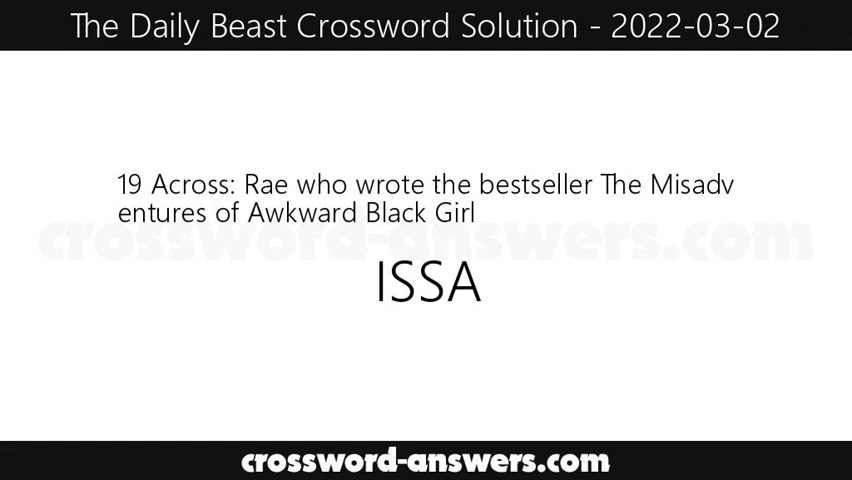 The Daily Beast Crossword Solution - 2022-03-02
19 Across: Rae who wrote the bestseller The Misadv
entures of Awkward Black Girl
crossword-answers.com
ISSA
crossword-answers.com